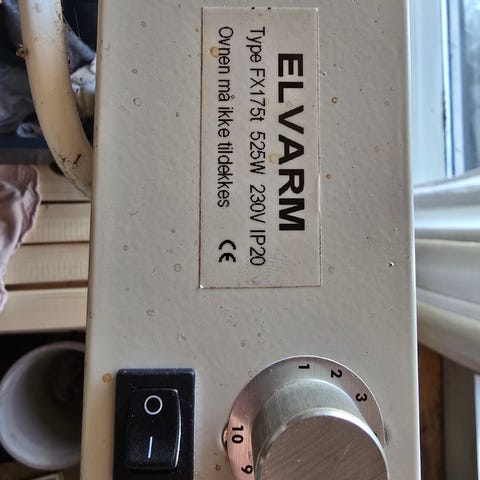 ELVARM
Type FX175t 525W 230V IP20
Ovnen må ikke tildekkes CE
O
I
1
2
3
9
10